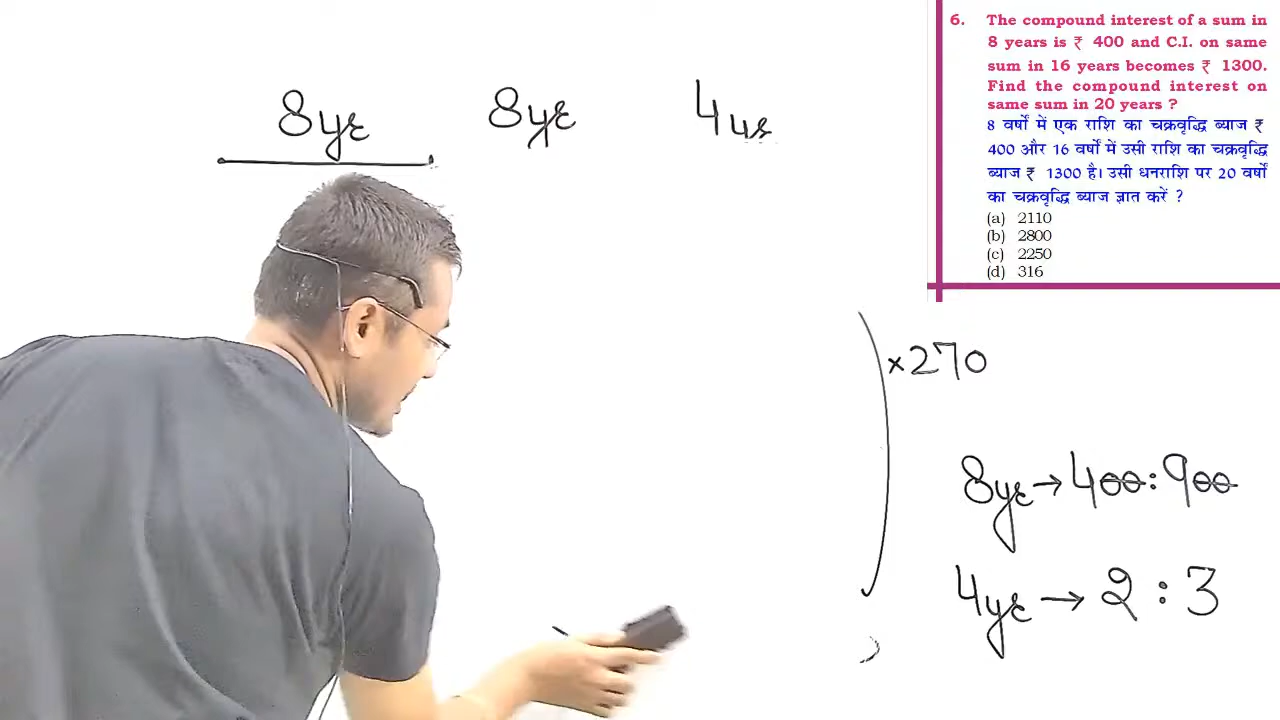 8yr 8yr 4yr
6. The compound interest of a sum in
8 years is ₹ 400 and C.I. on same
sum in 16 years becomes ₹ 1300.
Find the compound interest on
same sum in 20 years ?
8 वर्षों में एक राशि का चक्रवृद्धि ब्याज ₹
400 और 16 वर्षों में उसी राशि का चक्रवृद्धि
ब्याज ₹ 1300 है। उसी धनराशि पर 20 वर्षों
का चक्रवृद्धि ब्याज ज्ञात करें ?
(a) 2110
(b) 2800
(c) 2250
(d) 316
×270
8yr → 400 : 900
4yr → 2 : 3